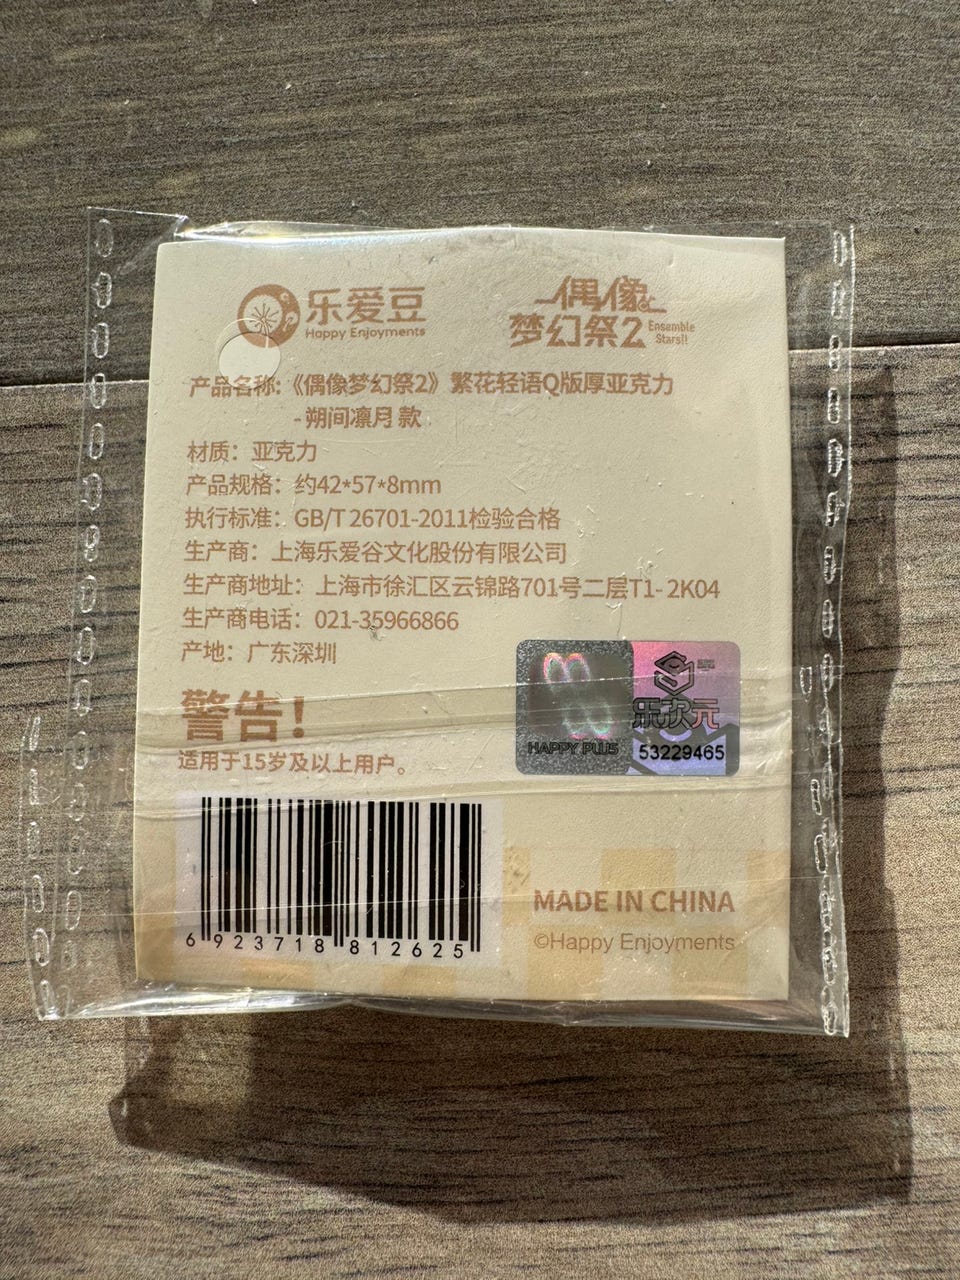 乐爱豆
Happy Enjoyments
偶像
梦幻祭2
Ensemble
Stars!!
产品名称:《偶像梦幻祭2》繁花轻语Q版厚亚克力
- 朔间凛月 款
材质：亚克力
产品规格：约42*57*8mm
执行标准：GB/T 26701-2011检验合格
生产商：上海乐爱谷文化股份有限公司
生产商地址：上海市徐汇区云锦路701号二层T1- 2K04
生产商电话：021-35966866
产地：广东深圳
警告！
适用于15岁及以上用户。
HAPPY PLUS
乐次元
53229465
6 923718 812625
MADE IN CHINA
©Happy Enjoyments